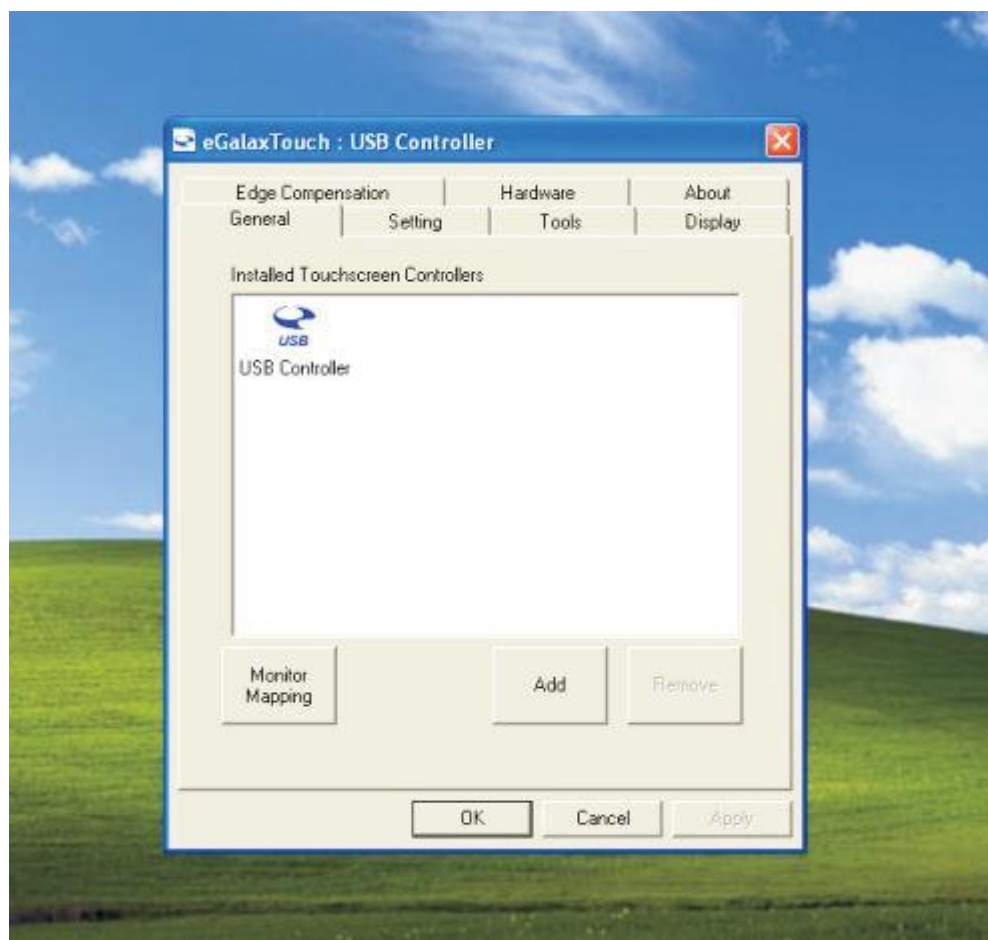 eGalaxTouch : USB Controller
Edge Compensation Hardware About
General Setting Tools Display
Installed Touchscreen Controllers
USB
USB Controller
Monitor
Mapping
Add
Remove
OK Cancel Apply